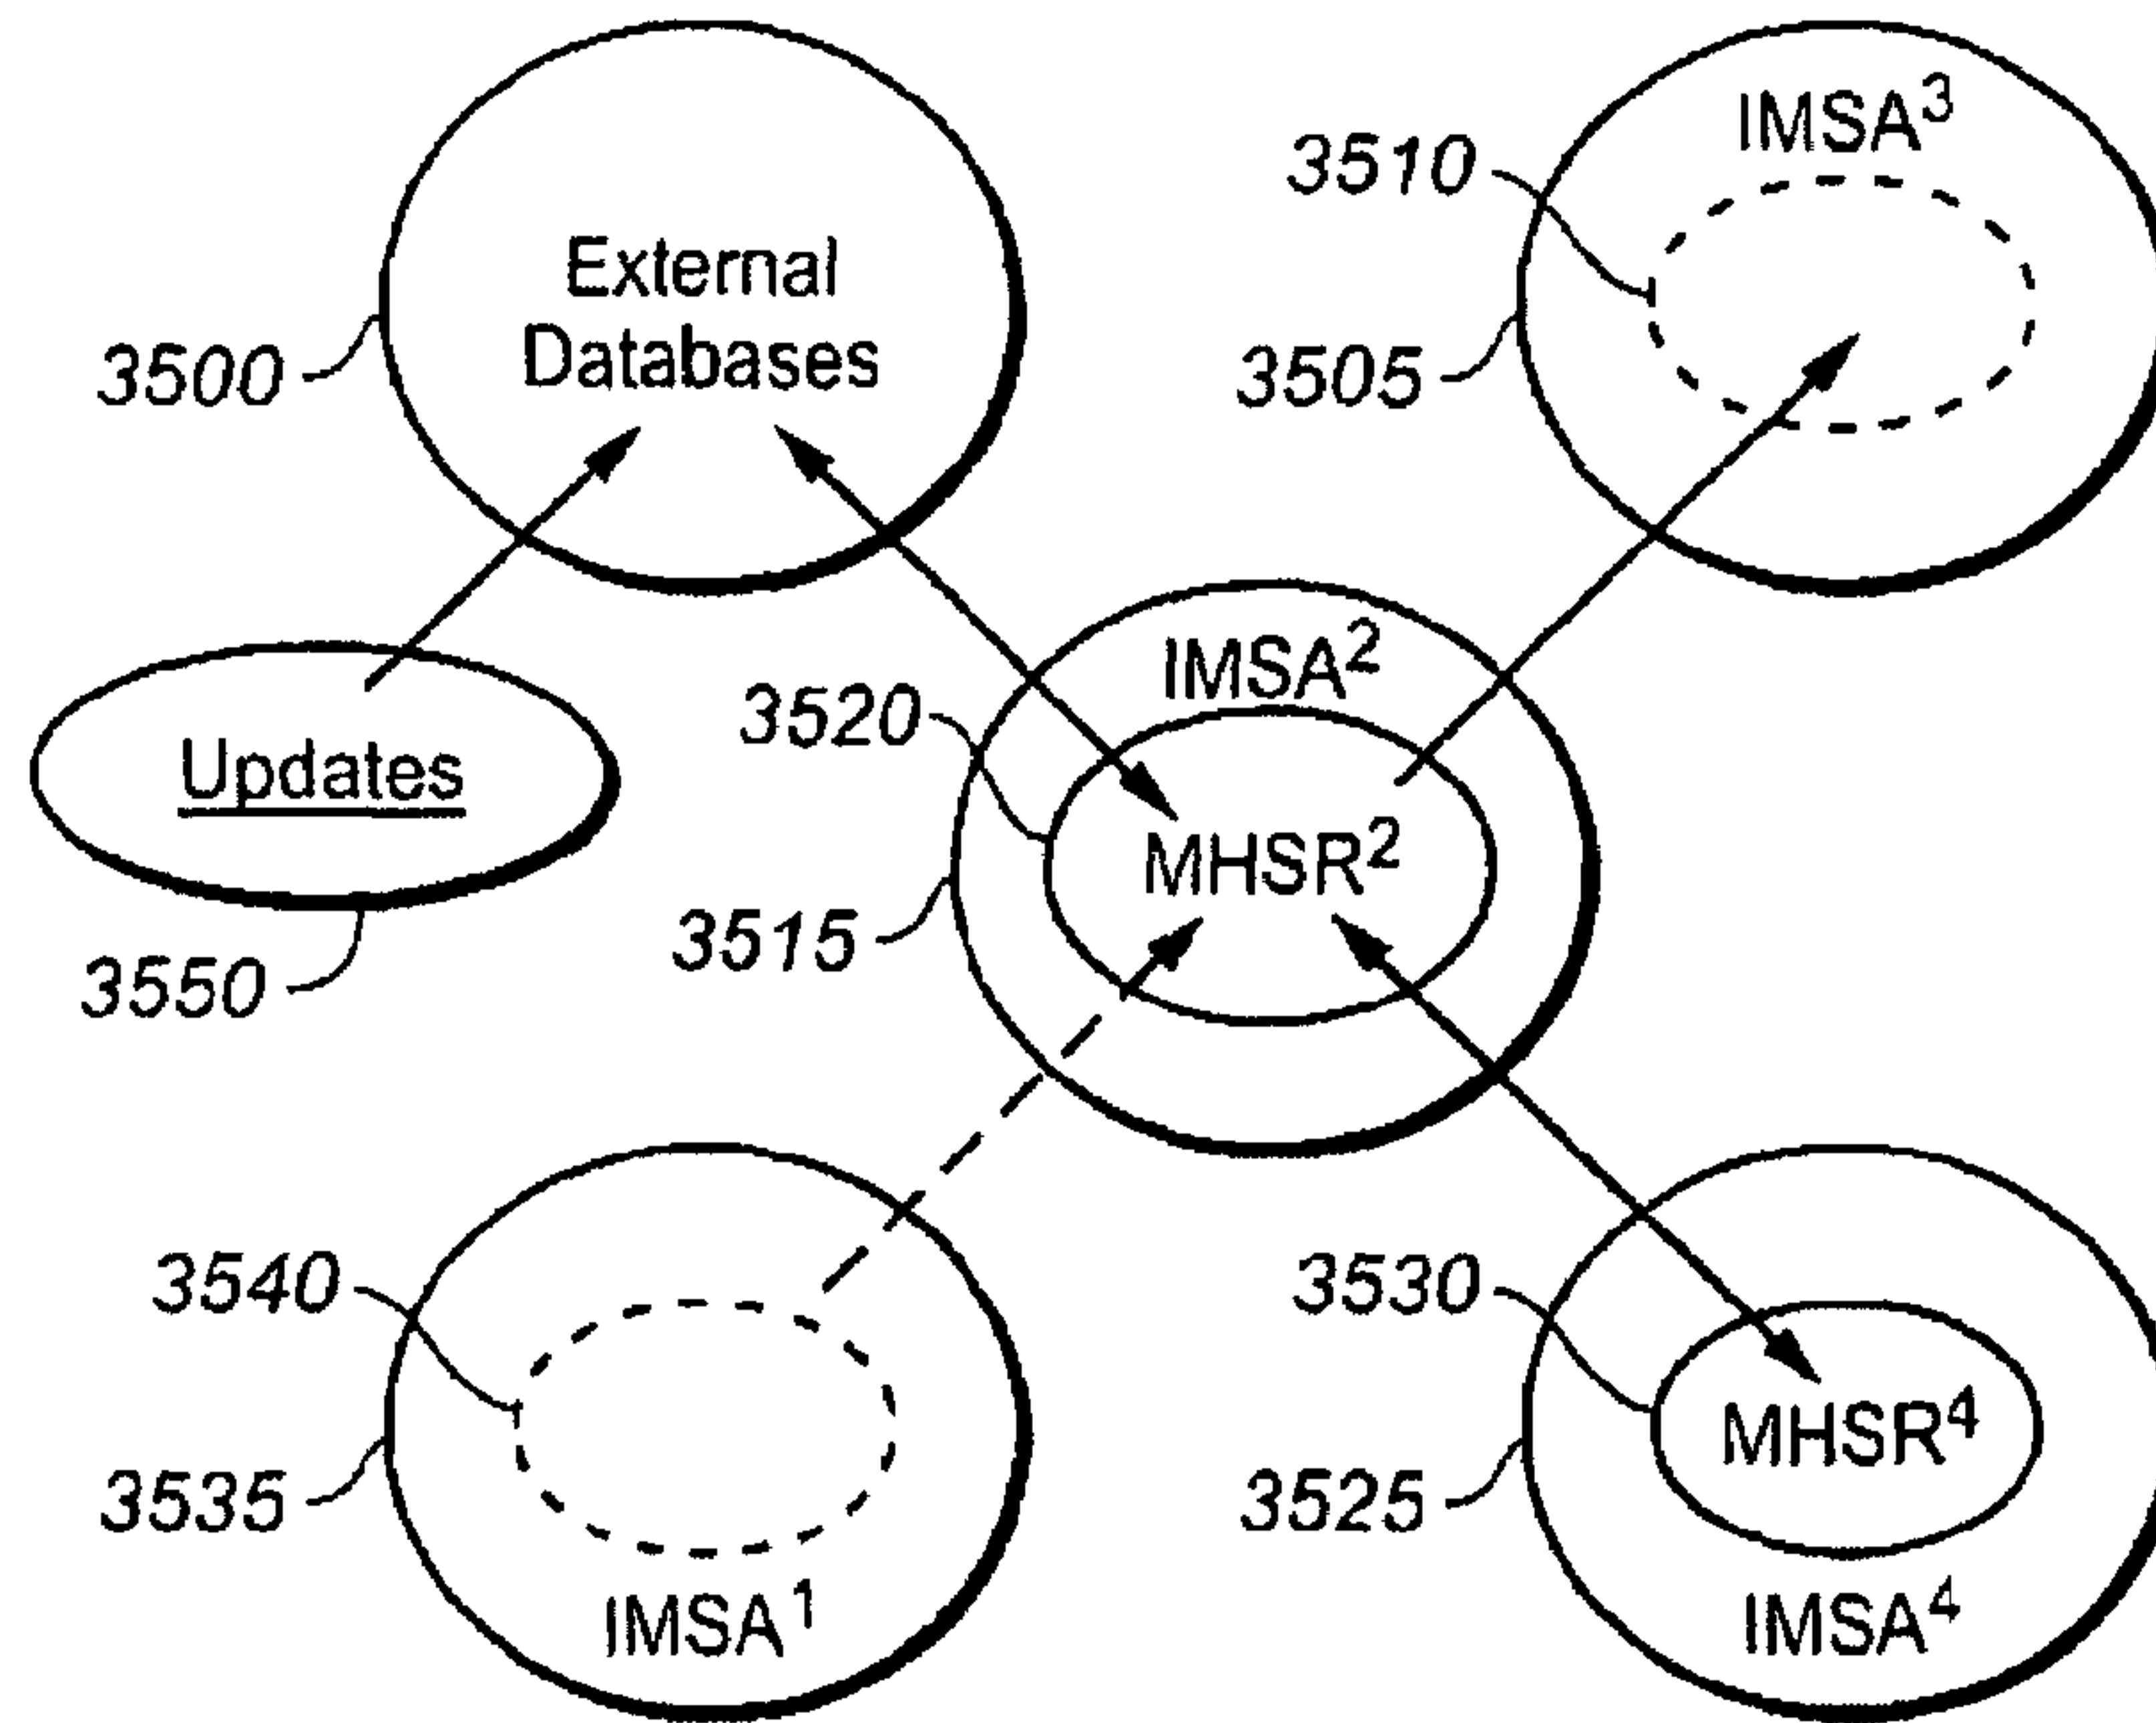 External
Databases
3500
IMSA³
3510
3505
Updates
3550
IMSA²
3520
MHSR²
3515
3540
3535
IMSA¹
3530
MHSR⁴
3525
IMSA⁴